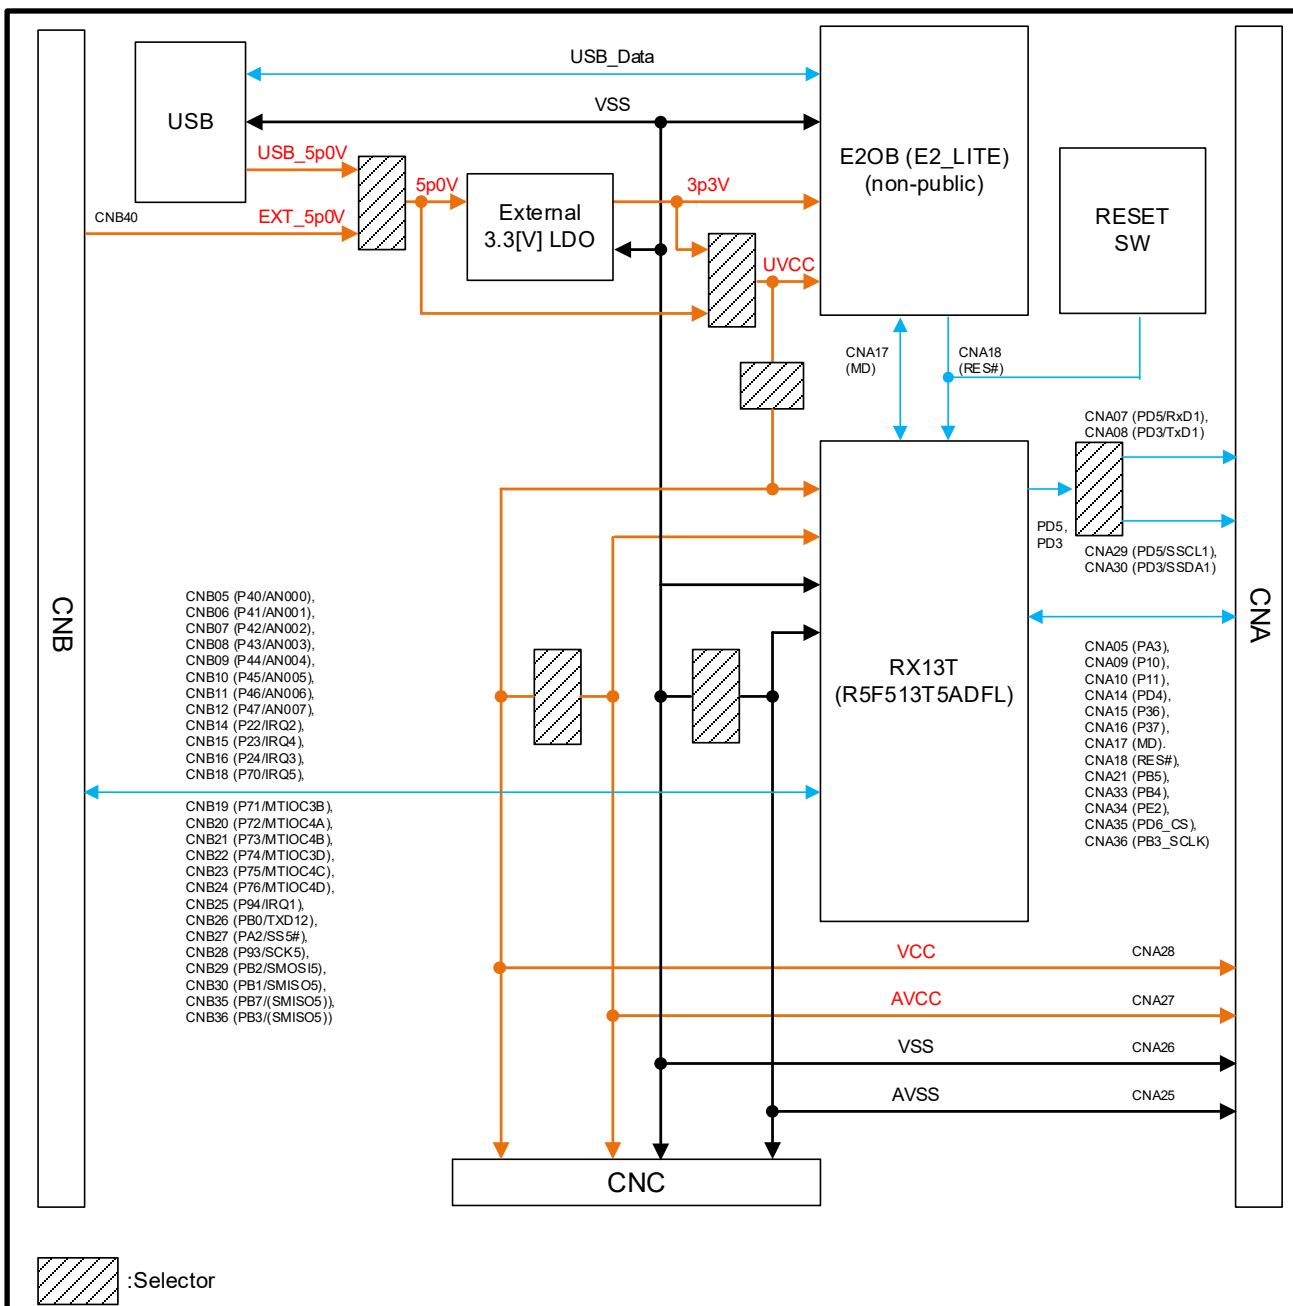 USB_Data
VSS
USB
E2OB (E2_LITE)
(non-public)
USB_5p0V
5p0V
3p3V
CNB40
EXT_5p0V
External
3.3[V] LDO
RESET
SW
UVCC
CNA17
(MD)
CNA18
(RES#)
CNA07 (PD5/RxD1),
CNA08 (PD3/TxD1)
PD5,
PD3
CNA29 (PD5/SSCL1),
CNA30 (PD3/SSDA1)
CNB
CNA
CNB05 (P40/AN000),
CNB06 (P41/AN001),
CNB07 (P42/AN002),
CNB08 (P43/AN003),
CNB09 (P44/AN004),
CNB10 (P45/AN005),
CNB11 (P46/AN006),
CNB12 (P47/AN007),
CNB14 (P22/IRQ2),
CNB15 (P23/IRQ4),
CNB16 (P24/IRQ3),
CNB18 (P70/IRQ5),
CNB19 (P71/MTIOC3B),
CNB20 (P72/MTIOC4A),
CNB21 (P73/MTIOC4B),
CNB22 (P74/MTIOC3D),
CNB23 (P75/MTIOC4C),
CNB24 (P76/MTIOC4D),
CNB25 (P94/IRQ1),
CNB26 (PB0/TXD12),
CNB27 (PA2/SS5#),
CNB28 (P93/SCK5),
CNB29 (PB2/SMOSI5),
CNB30 (PB1/SMISO5),
CNB35 (PB7/(SMISO5)),
CNB36 (PB3/(SMISO5))
RX13T
(R5F513T5ADFL)
CNA05 (PA3),
CNA09 (P10),
CNA10 (P11),
CNA14 (PD4),
CNA15 (P36),
CNA16 (P37),
CNA17 (MD).
CNA18 (RES#),
CNA21 (PB5),
CNA33 (PB4),
CNA34 (PE2),
CNA35 (PD6_CS),
CNA36 (PB3_SCLK)
VCC
CNA28
AVCC
CNA27
VSS
CNA26
AVSS
CNA25
CNC
:Selector